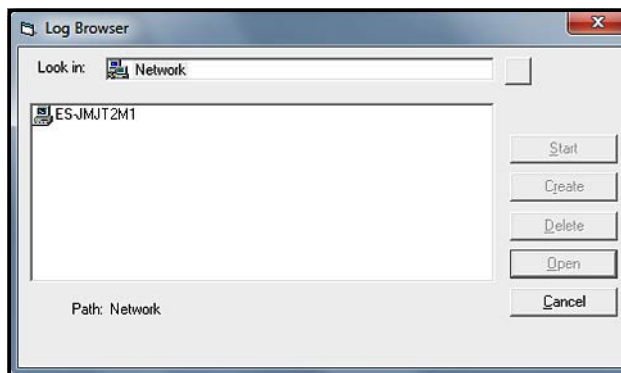 Log Browser
Look in: Network
ES-JMJT2M1
Start
Create
Delete
Open
Cancel
Path: Network